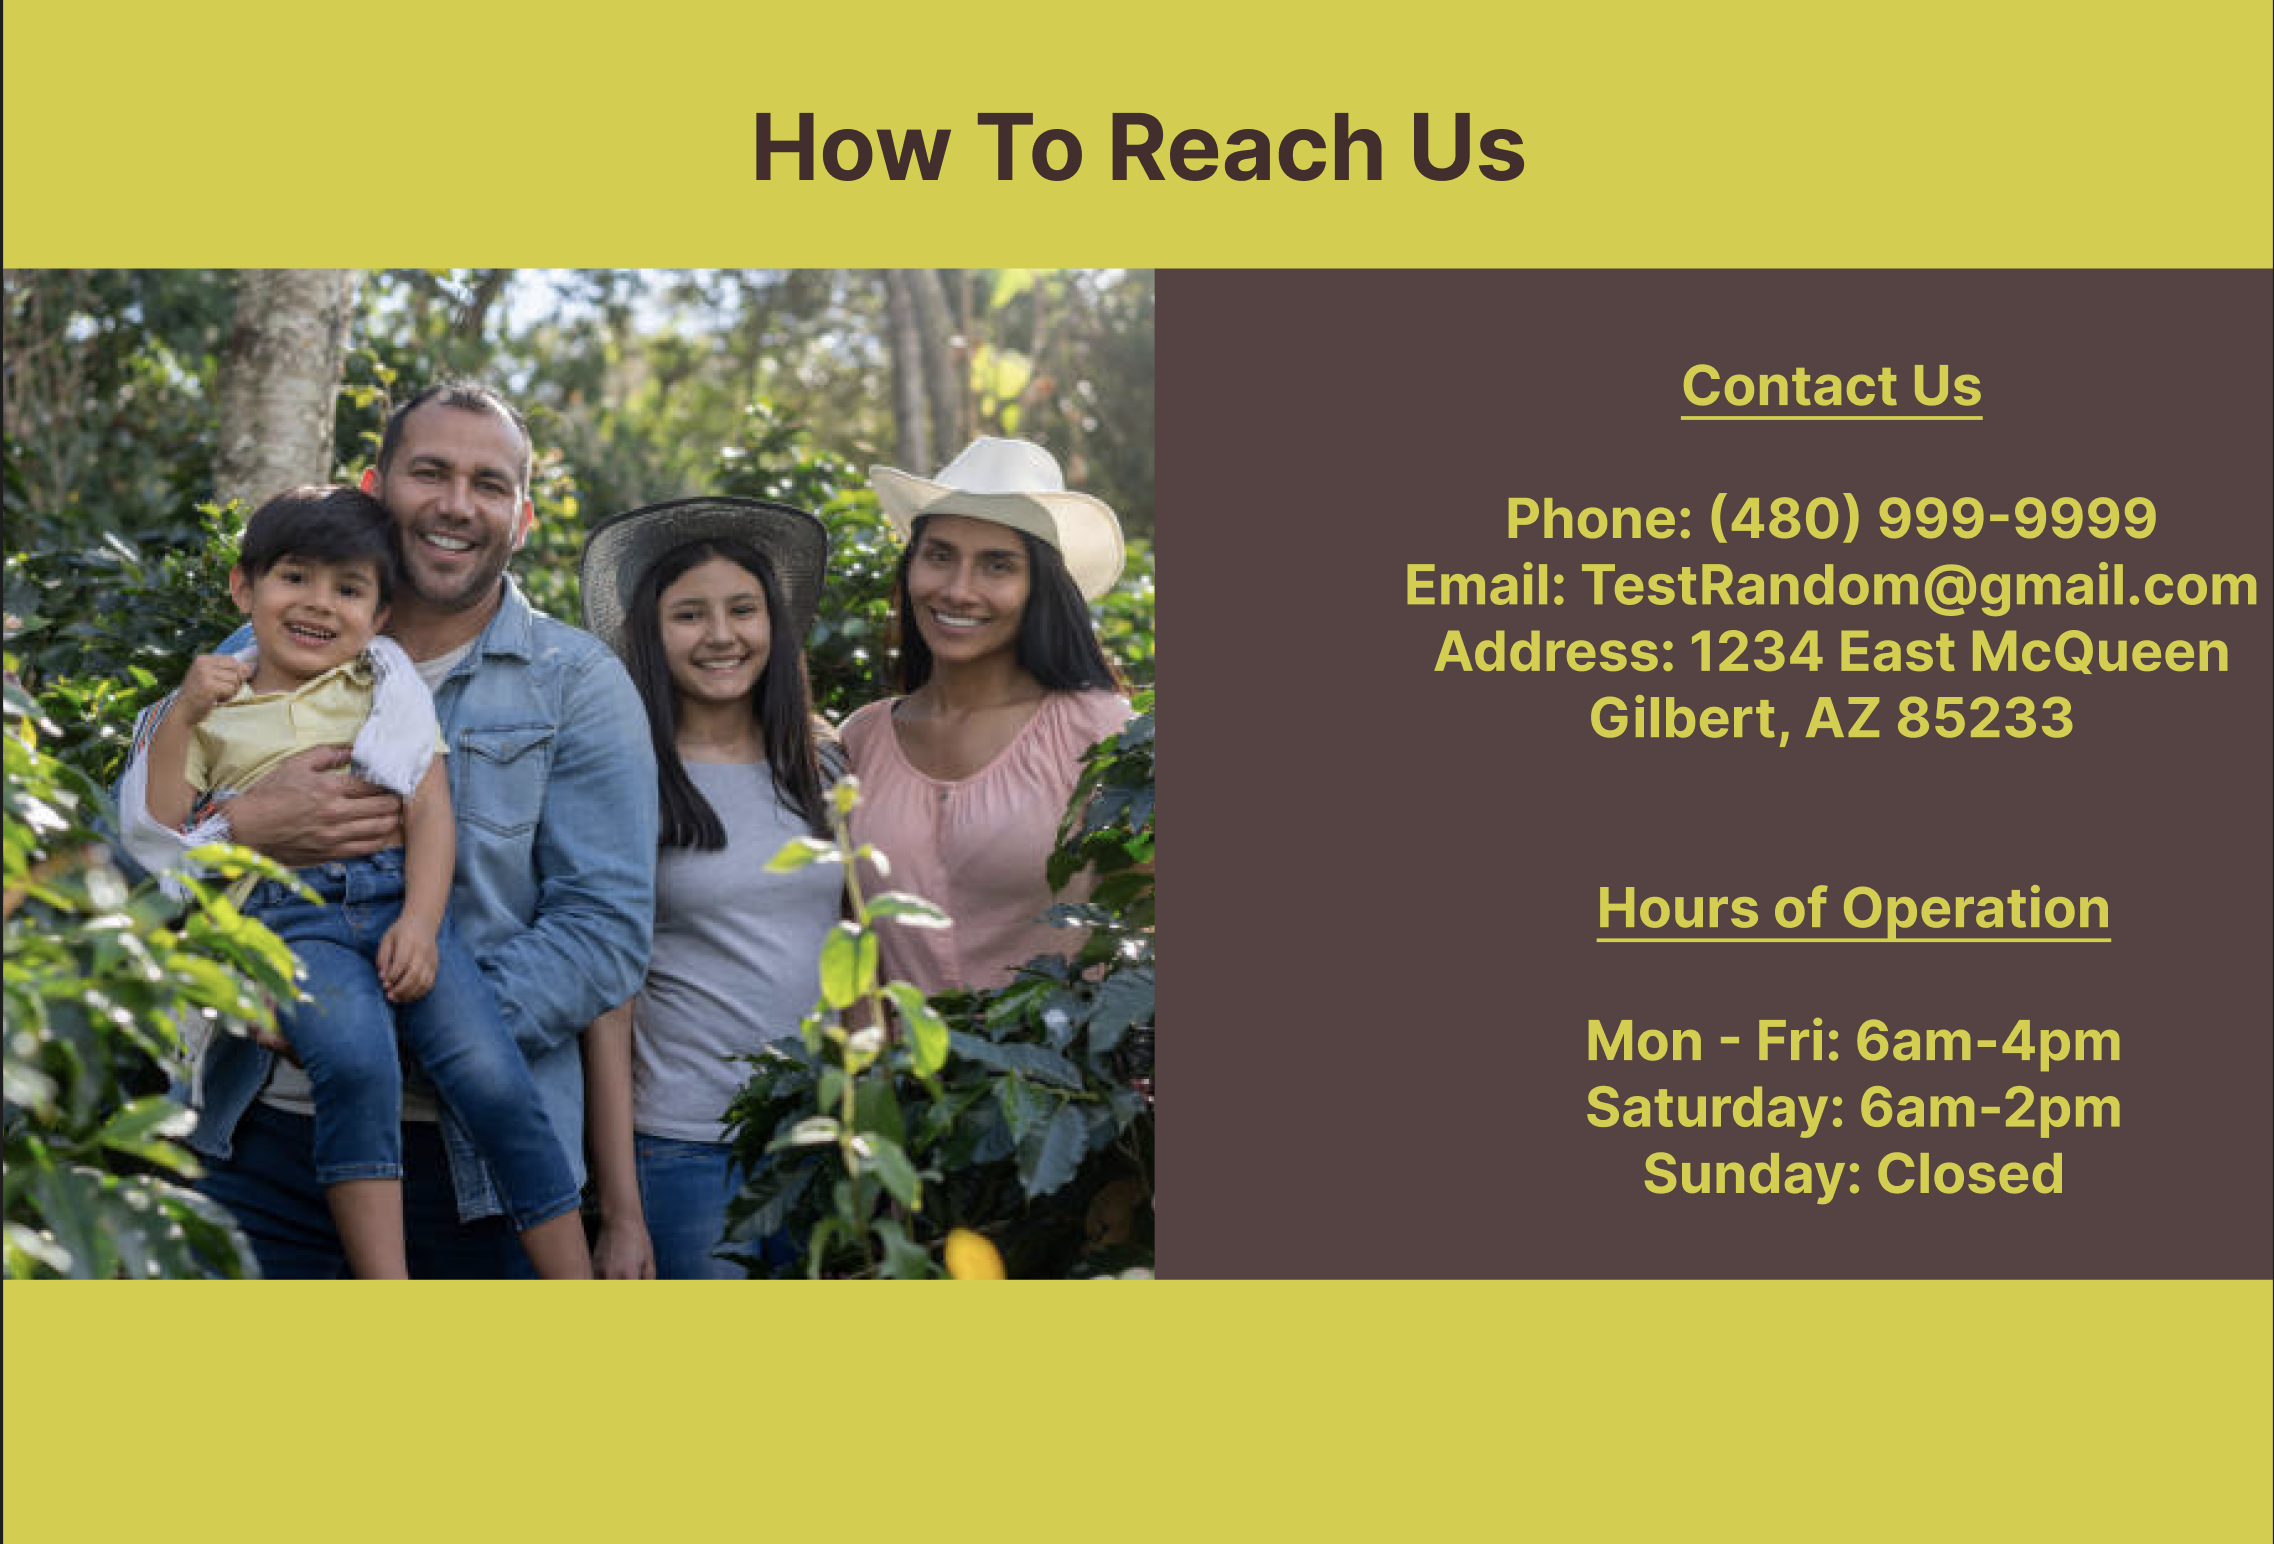 How To Reach Us
Contact Us
Phone: (480) 999-9999
Email: TestRandom@gmail.com
Address: 1234 East McQueen
Gilbert, AZ 85233
Hours of Operation
Mon - Fri: 6am-4pm
Saturday: 6am-2pm
Sunday: Closed